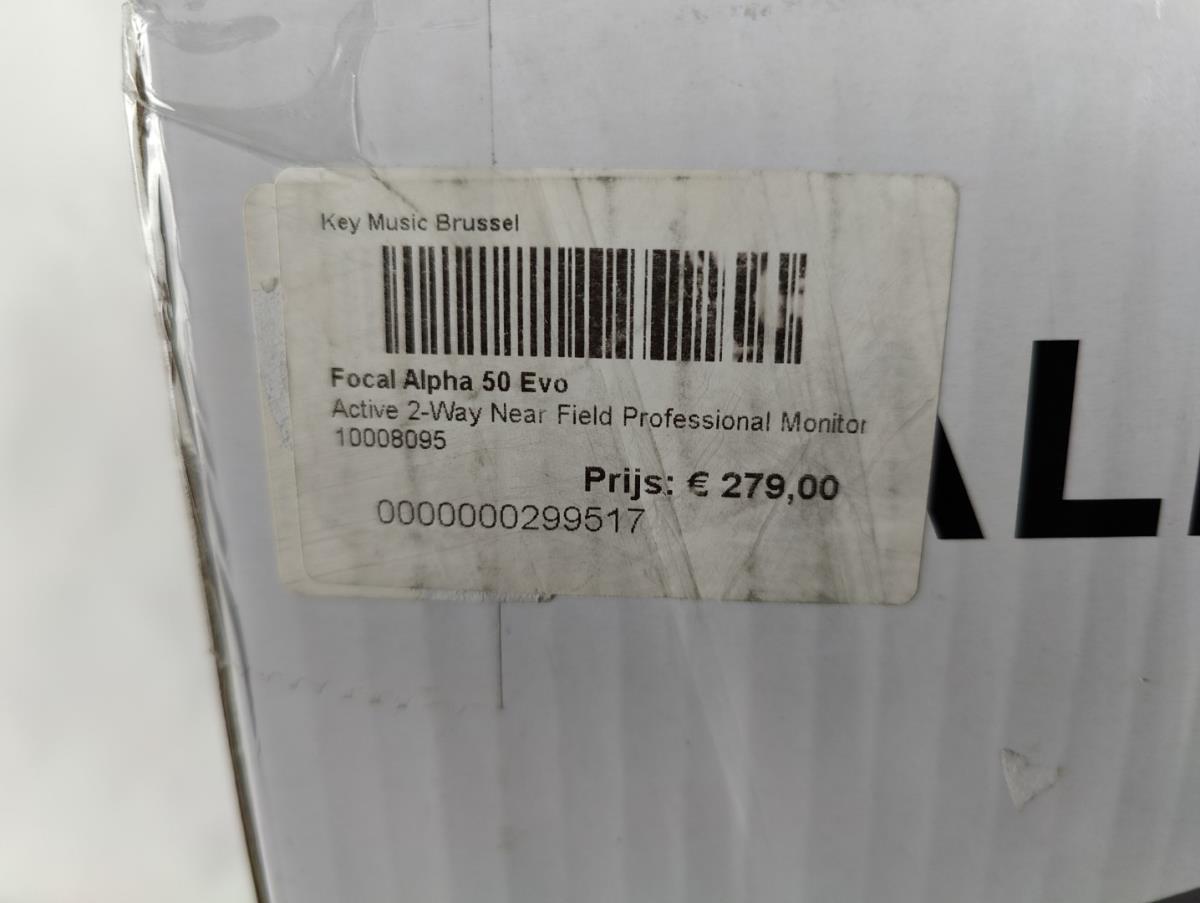 Key Music Brussel
Focal Alpha 50 Evo
Active 2-Way Near Field Professional Monitor
10008095
Prijs: € 279,00
0000000299517
AL